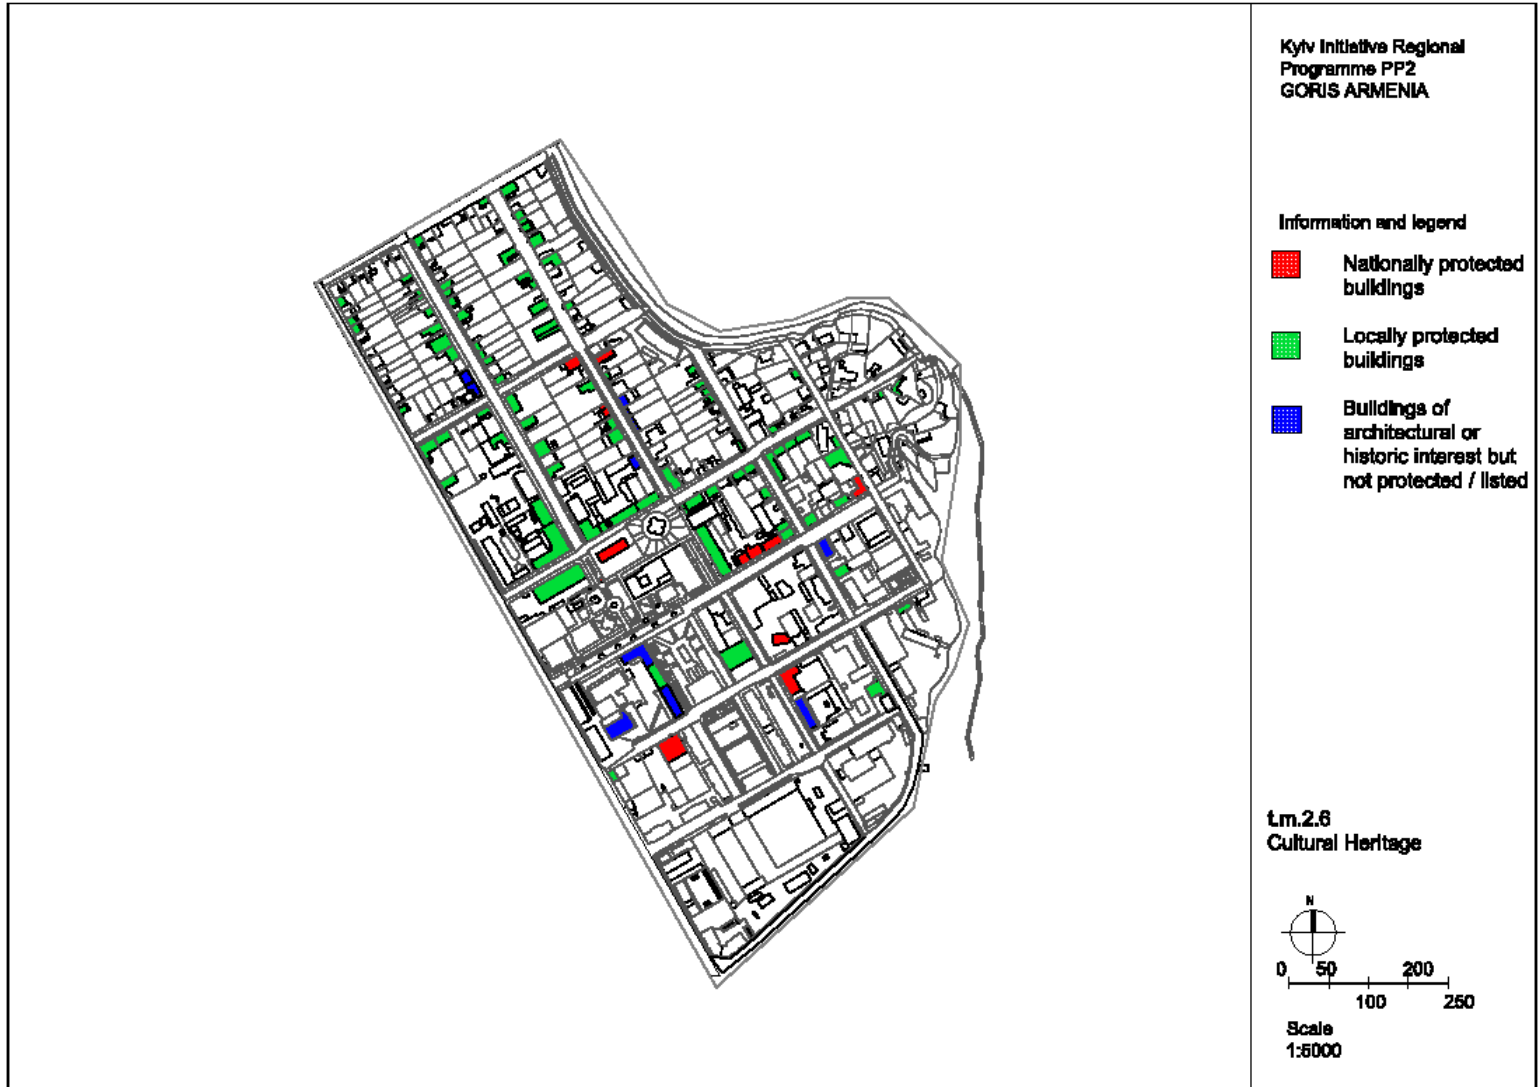 Kyiv Initiative Regional
Programme PP2
GORIS ARMENIA
Information and legend
Nationally protected
buildings
Locally protected
buildings
Buildings of
architectural or
historic interest but
not protected / listed
t.m.2.6
Cultural Heritage
N
0 50 200
100 250
Scale
1:5000